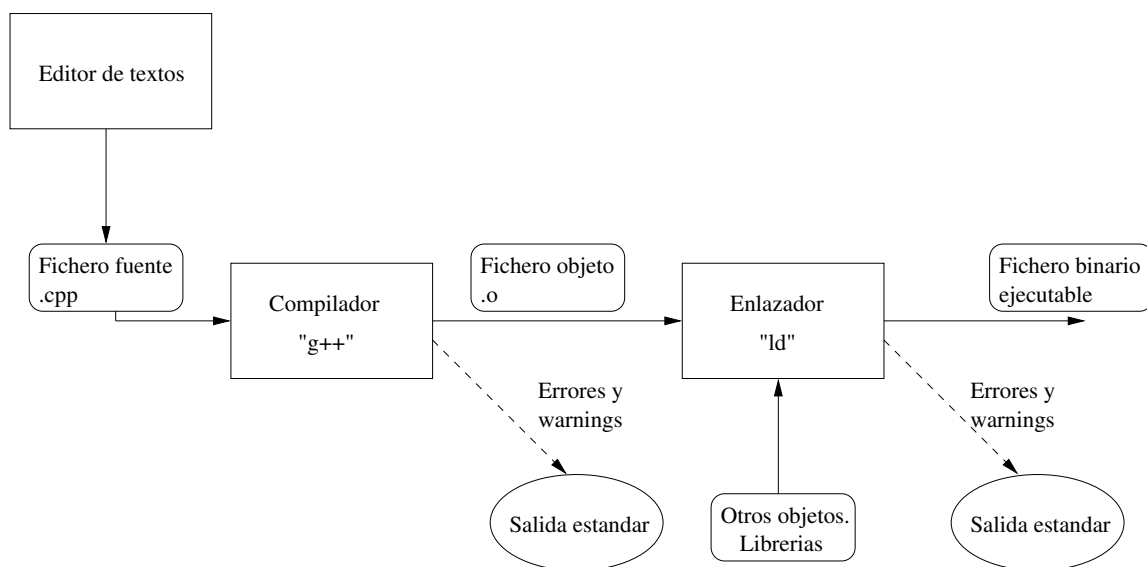 Editor de textos
Fichero fuente
.cpp
Compilador
"g++"
Fichero objeto
.o
Enlazador
"ld"
Fichero binario
ejecutable
Errores y
warnings
Errores y
warnings
Salida estandar
Otros objetos.
Librerias
Salida estandar